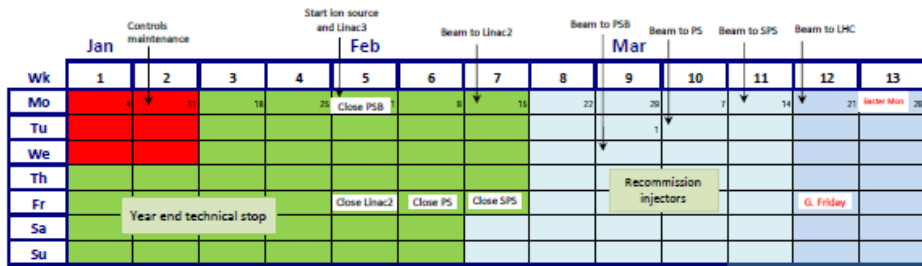 Start ion source
and Linac3
Controls
maintenance
Beam to Linac2
Beam to PSB
Beam to PS
Beam to SPS
Beam to LHC
Jan
Feb
Mar
Wk 1 2 3 4 5 6 7 8 9 10 11 12 13
Mo 4 11 18 25 Close PSB 1 8 15 22 29 7 14 21 Easter Mon 28
Tu 1
We
Th
Recommission
injectors
Fr Close Linac2 Close PS Close SPS G. Friday
Year end technical stop
Sa
Su